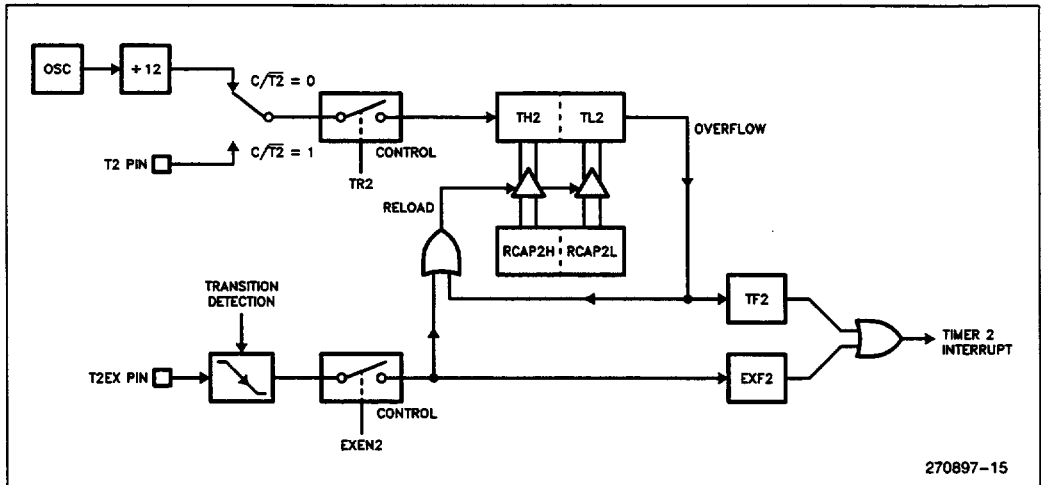 OSC
÷12
C/T2 = 0
TH2
TL2
OVERFLOW
T2 PIN
C/T2 = 1
CONTROL
TR2
RELOAD
RCAP2H
RCAP2L
TRANSITION
DETECTION
TF2
TIMER 2
INTERRUPT
T2EX PIN
EXF2
CONTROL
EXEN2
270897-15